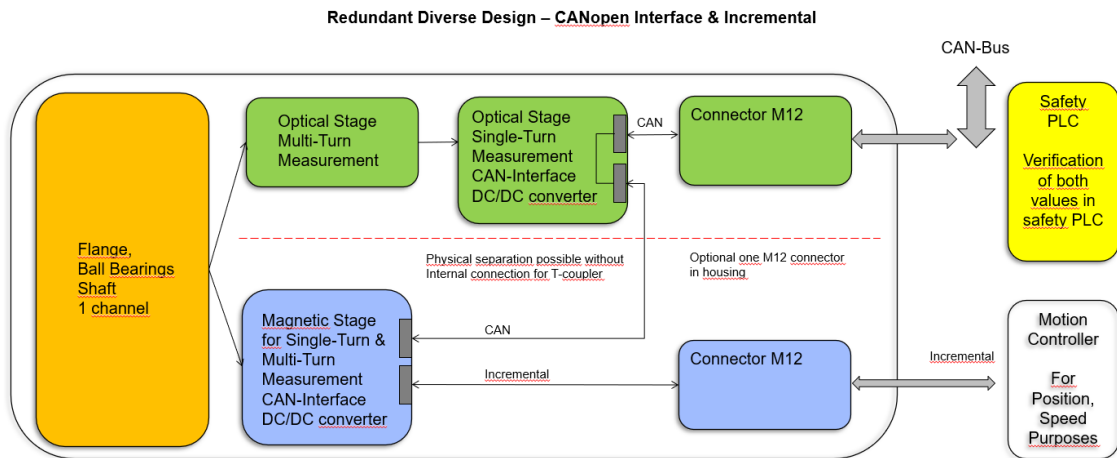 Redundant Diverse Design – CANopen Interface & Incremental
CAN-Bus
Flange,
Ball Bearings
Shaft
1 channel
Optical Stage
Multi-Turn
Measurement
Optical Stage
Single-Turn
Measurement
CAN-Interface
DC/DC converter
CAN
Connector M12
Safety
PLC
Verification
of both
values in
safety PLC
Physical separation possible without
Internal connection for T-coupler
Optional one M12 connector
in housing
Magnetic Stage
for Single-Turn &
Multi-Turn
Measurement
CAN-Interface
DC/DC converter
CAN
Incremental
Connector M12
Incremental
Motion
Controller
For
Position,
Speed
Purposes